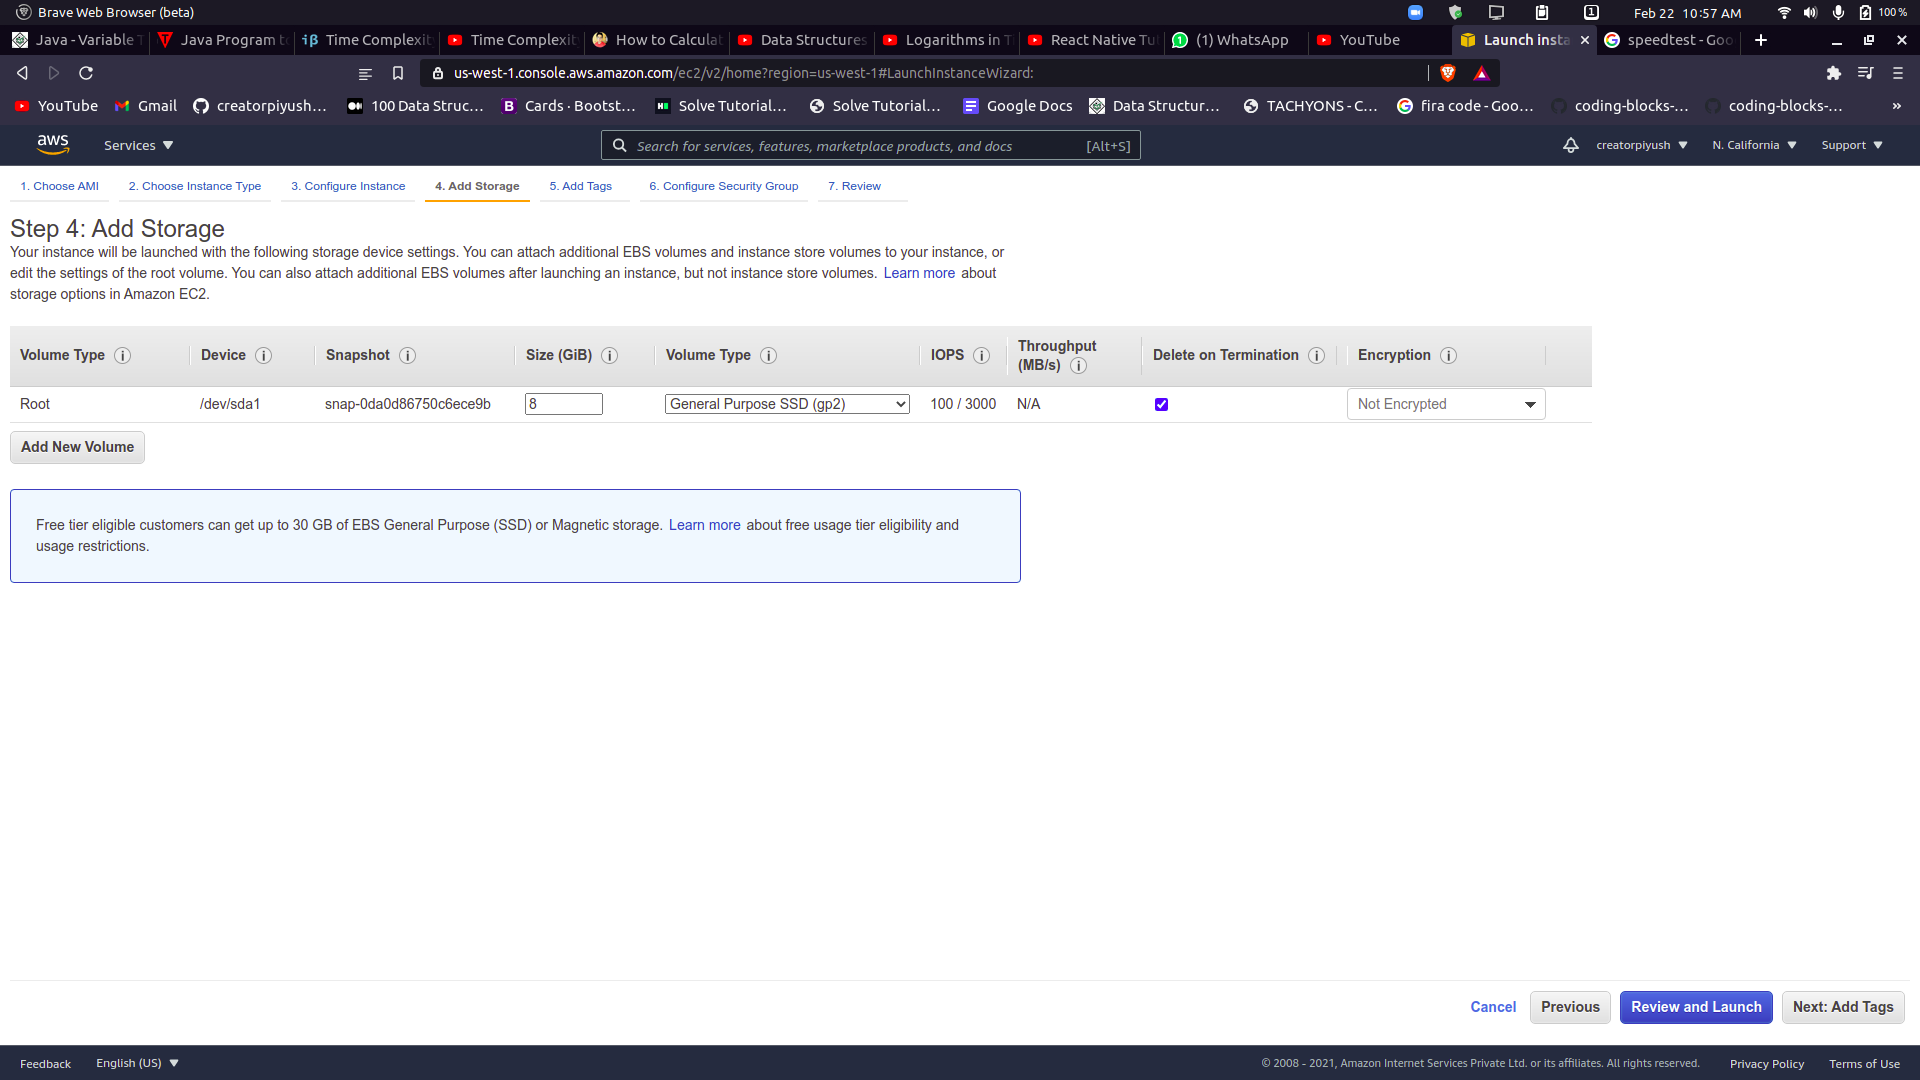 Brave Web Browser (beta)
1
Feb 22 10:57 AM
100 %
Java - Variable T
Java Program to
Time Complexit
Time Complexit
How to Calculat
Data Structures
Logarithms in T
React Native Tu
(1) WhatsApp
YouTube
Launch insta
speedtest - Goo
us-west-1.console.aws.amazon.com/ec2/v2/home?region=us-west-1#LaunchInstanceWizard:
YouTube
Gmail
creatorpiyush...
100 Data Struc...
Cards · Bootst...
Solve Tutorial...
Solve Tutorial...
Google Docs
Data Structur...
TACHYONS - C...
fira code - Goo...
coding-blocks-...
coding-blocks-...
»
aws
Services
Search for services, features, marketplace products, and docs
[Alt+S]
creatorpiyush
N. California
Support
1. Choose AMI
2. Choose Instance Type
3. Configure Instance
4. Add Storage
5. Add Tags
6. Configure Security Group
7. Review
Step 4: Add Storage
Your instance will be launched with the following storage device settings. You can attach additional EBS volumes and instance store volumes to your instance, or
edit the settings of the root volume. You can also attach additional EBS volumes after launching an instance, but not instance store volumes. Learn more about
storage options in Amazon EC2.
Volume Type
Device
Snapshot
Size (GiB)
Volume Type
IOPS
Throughput
(MB/s)
Delete on Termination
Encryption
Root
/dev/sda1
snap-0da0d86750c6ece9b
8
General Purpose SSD (gp2)
100 / 3000
N/A
Not Encrypted
Add New Volume
Free tier eligible customers can get up to 30 GB of EBS General Purpose (SSD) or Magnetic storage. Learn more about free usage tier eligibility and
usage restrictions.
Cancel
Previous
Review and Launch
Next: Add Tags
Feedback
English (US)
© 2008 - 2021, Amazon Internet Services Private Ltd. or its affiliates. All rights reserved.
Privacy Policy
Terms of Use